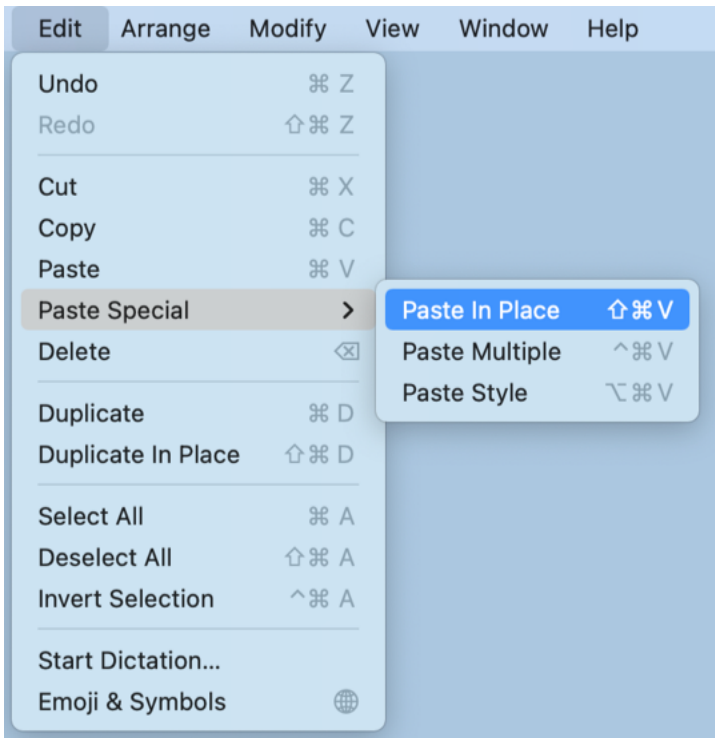 Edit Arrange Modify View Window Help
Undo ⌘ Z
Redo ⇧⌘ Z
Cut ⌘ X
Copy ⌘ C
Paste ⌘ V
Paste Special > Paste In Place ⇧⌘V
Delete ⌫ Paste Multiple ^⌘V
Paste Style ⌥⌘V
Duplicate ⌘ D
Duplicate In Place ⇧⌘ D
Select All ⌘ A
Deselect All ⇧⌘ A
Invert Selection ^⌘ A
Start Dictation...
Emoji & Symbols